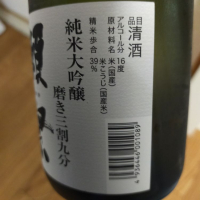 品目 清酒
アルコール分 16度
原材料名 米(国産)
米こうじ(国産米)
精米歩合 39%
純米大吟醸
磨き三割九分
4936446001089